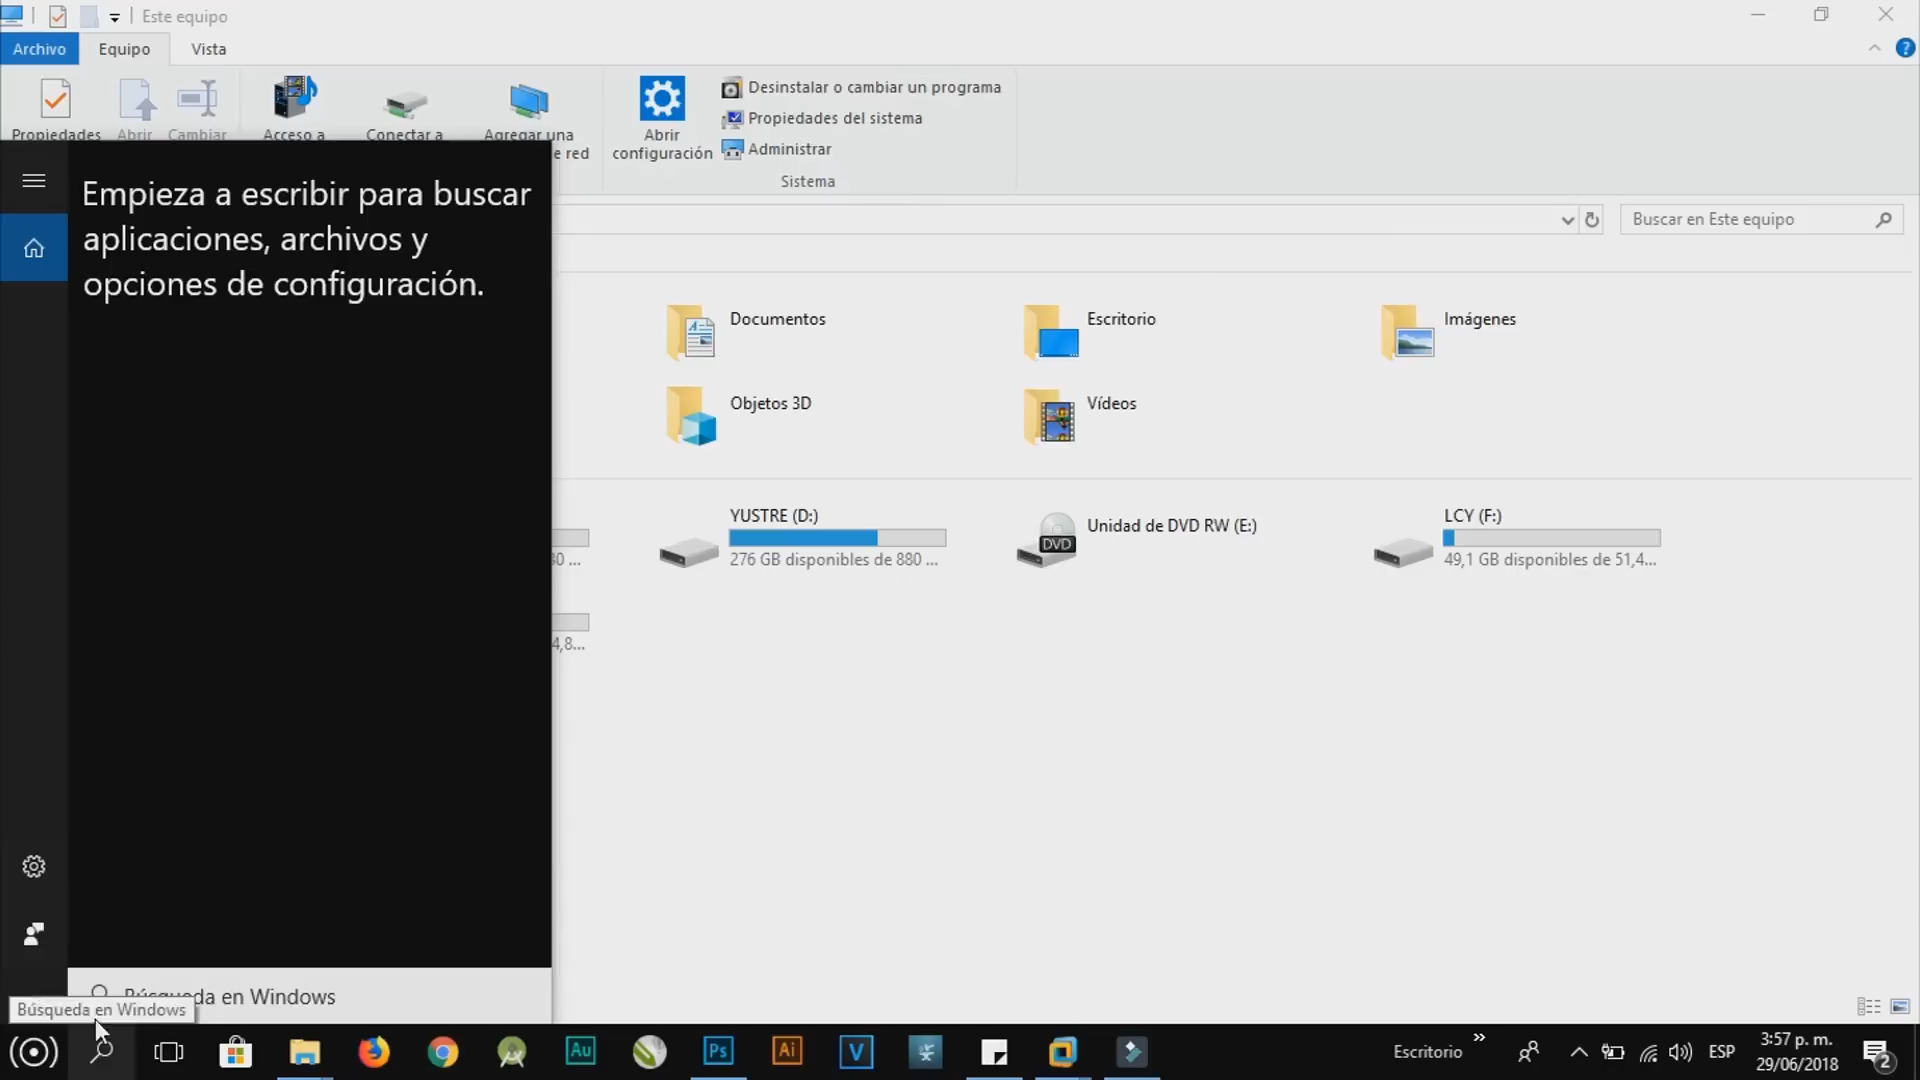 Este equipo
Archivo
Equipo
Vista
Propiedades
Abrir
Cambiar
Acceso a
Conectar a
Agregar una
e red
Abrir
configuración
Desinstalar o cambiar un programa
Propiedades del sistema
Administrar
Sistema
Empieza a escribir para buscar
aplicaciones, archivos y
opciones de configuración.
Buscar en Este equipo
Documentos
Escritorio
Imágenes
A
Objetos 3D
Vídeos
YUSTRE (D:)
Unidad de DVD RW (E:)
LCY (F:)
DVD
30 ...
276 GB disponibles de 880 ...
49,1 GB disponibles de 51,4...
4,8...
Búsqueda en Windows
Búsqueda en Windows
Au
Ps
Ai
V
Escritorio
ESP
3:57 p. m.
29/06/2018
2